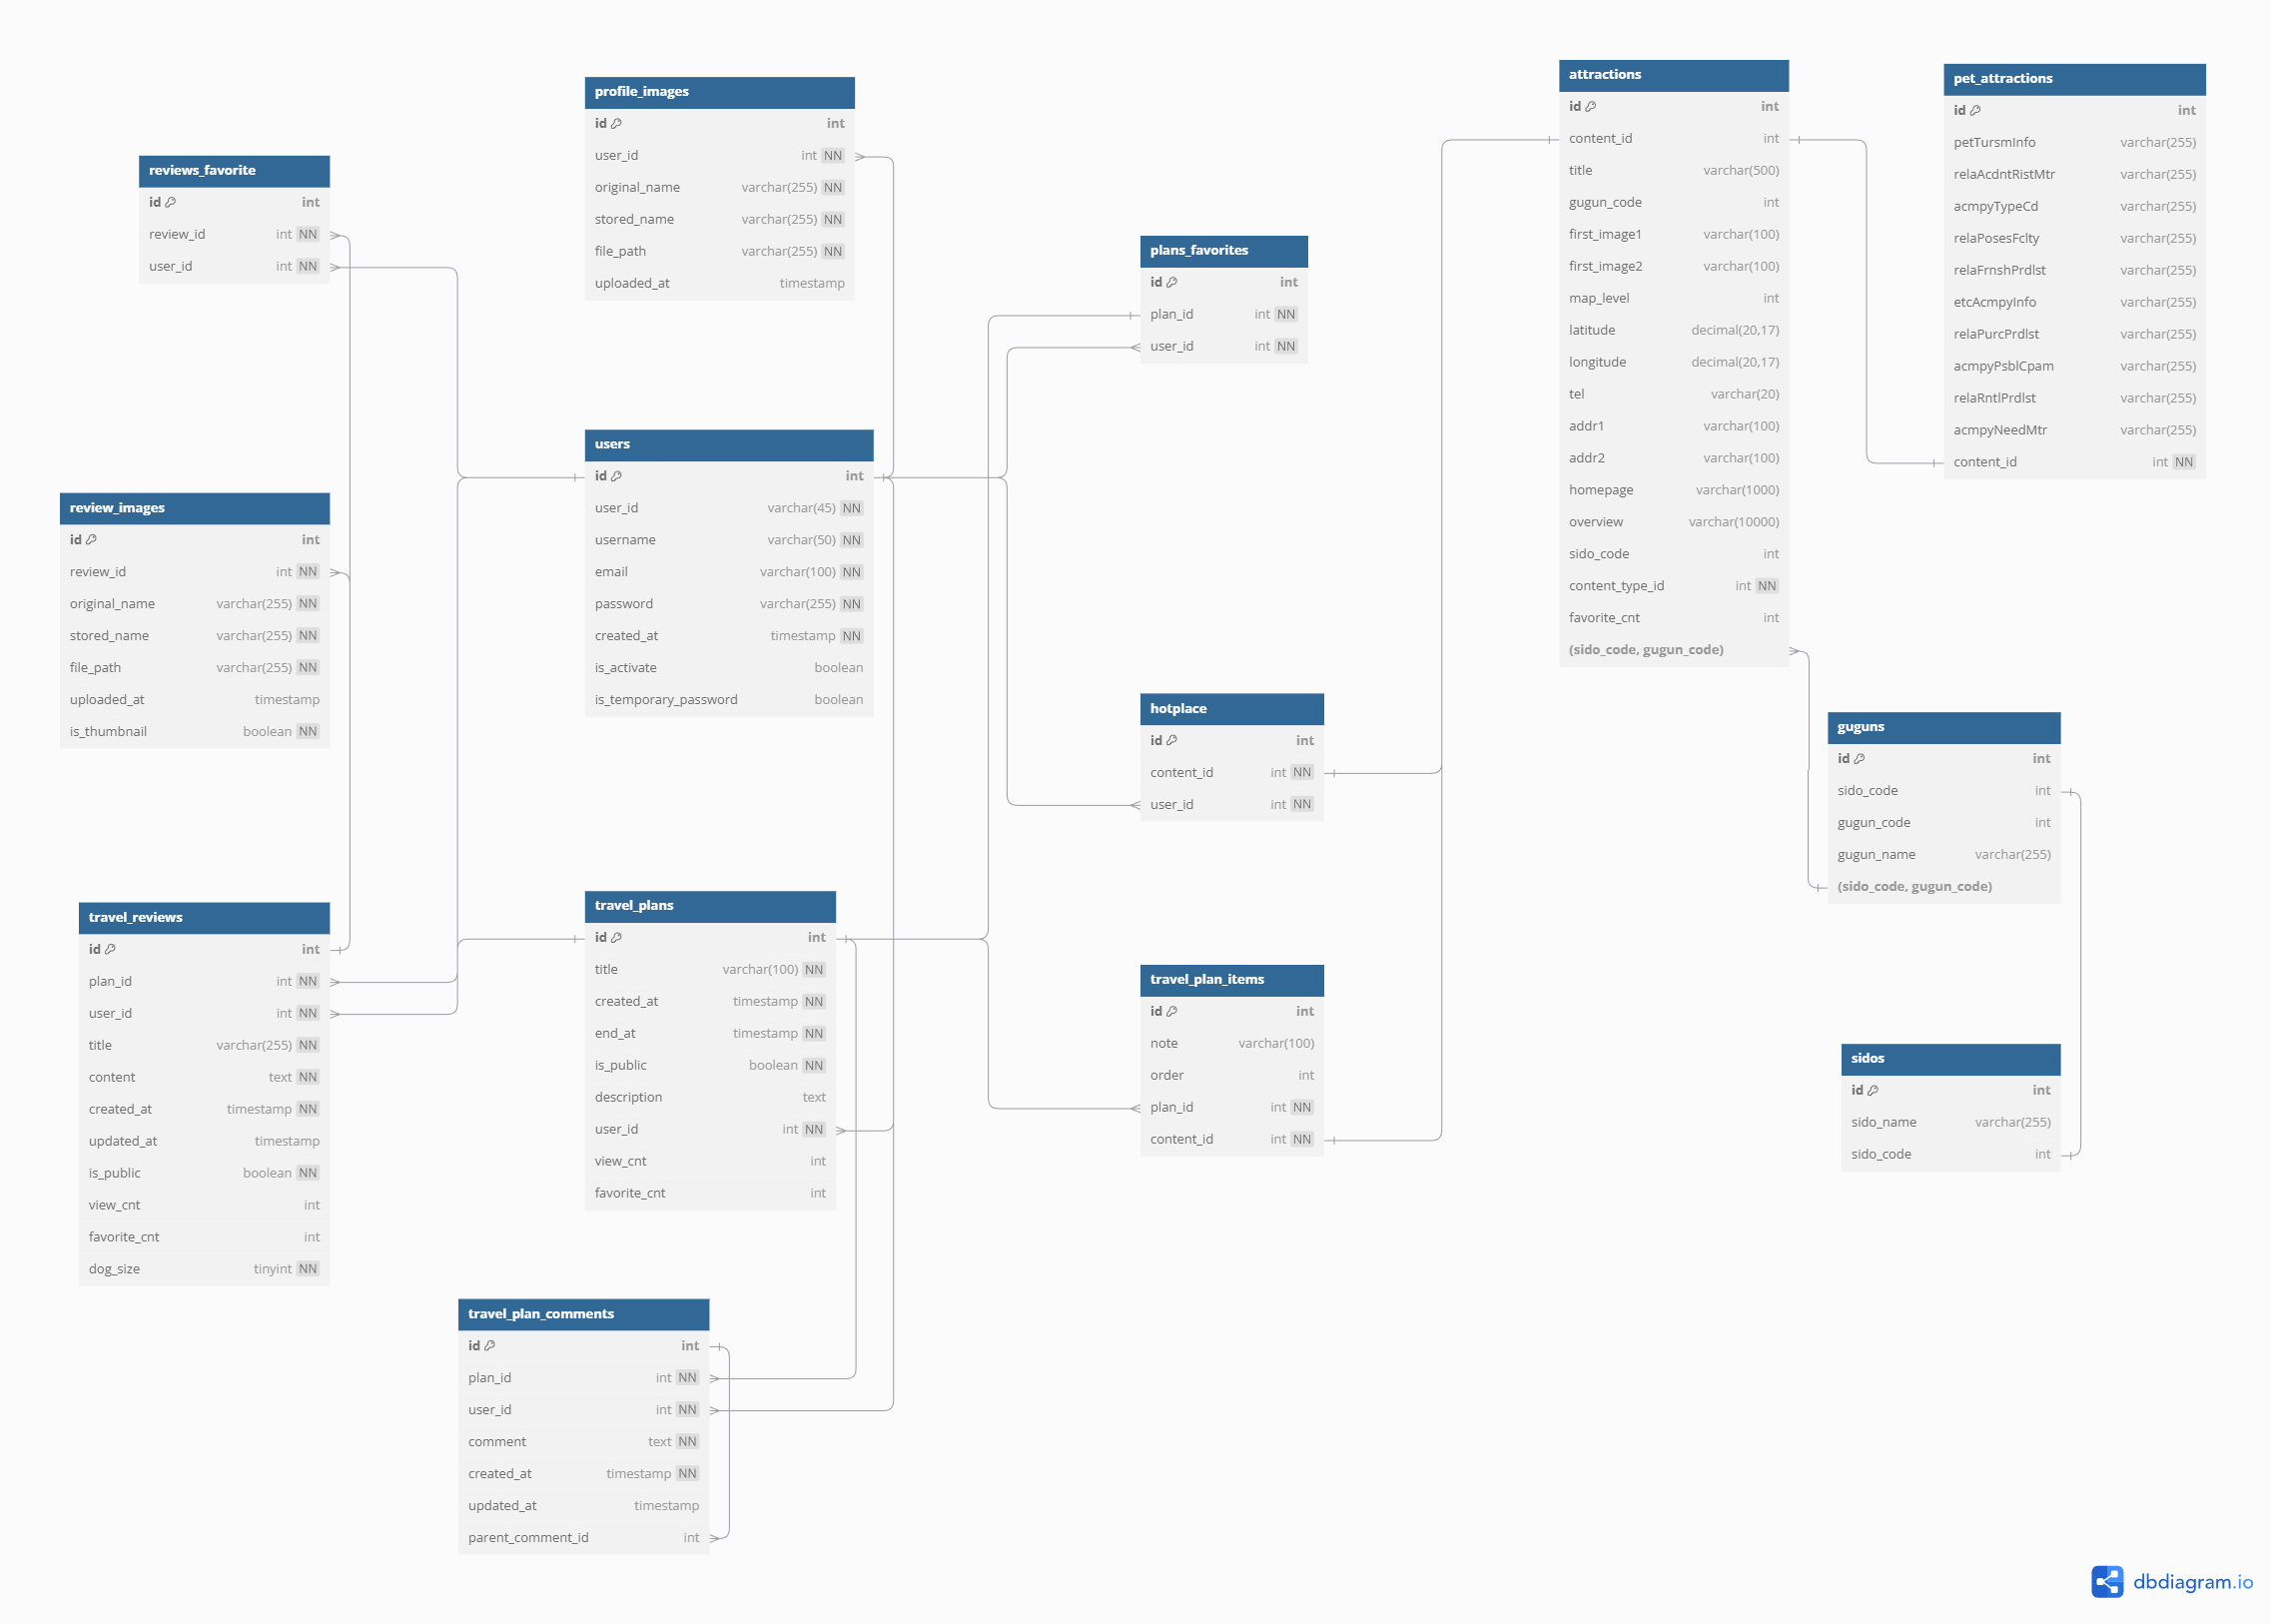 profile_images
id int
user_id int NN
original_name varchar(255) NN
stored_name varchar(255) NN
file_path varchar(255) NN
uploaded_at timestamp
reviews_favorite
id int
review_id int NN
user_id int NN
review_images
id int
review_id int NN
original_name varchar(255) NN
stored_name varchar(255) NN
file_path varchar(255) NN
uploaded_at timestamp
is_thumbnail boolean NN
users
id int
user_id varchar(45) NN
username varchar(50) NN
email varchar(100) NN
password varchar(255) NN
created_at timestamp NN
is_activate boolean
is_temporary_password boolean
travel_reviews
id int
plan_id int NN
user_id int NN
title varchar(255) NN
content text NN
created_at timestamp NN
updated_at timestamp
is_public boolean NN
view_cnt int
favorite_cnt int
dog_size tinyint NN
travel_plans
id int
title varchar(100) NN
created_at timestamp NN
end_at timestamp NN
is_public boolean NN
description text
user_id int NN
view_cnt int
favorite_cnt int
travel_plan_comments
id int
plan_id int NN
user_id int NN
comment text NN
created_at timestamp NN
updated_at timestamp
parent_comment_id int
plans_favorites
id int
plan_id int NN
user_id int NN
hotplace
id int
content_id int NN
user_id int NN
travel_plan_items
id int
note varchar(100)
order int
plan_id int NN
content_id int NN
attractions
id int
content_id int
title varchar(500)
gugun_code int
first_image1 varchar(100)
first_image2 varchar(100)
map_level int
latitude decimal(20,17)
longitude decimal(20,17)
tel varchar(20)
addr1 varchar(100)
addr2 varchar(100)
homepage varchar(1000)
overview varchar(10000)
sido_code int
content_type_id int NN
favorite_cnt int
(sido_code, gugun_code)
pet_attractions
id int
petTursmInfo varchar(255)
relaAcdntRistMtr varchar(255)
acmpyTypeCd varchar(255)
relaPosesFclty varchar(255)
relaFrnshPrdlst varchar(255)
etcAcmpyInfo varchar(255)
relaPurcPrdlst varchar(255)
acmpyPsblCpam varchar(255)
relaRntlPrdlst varchar(255)
acmpyNeedMtr varchar(255)
content_id int NN
guguns
id int
sido_code int
gugun_code int
gugun_name varchar(255)
(sido_code, gugun_code)
sidos
id int
sido_name varchar(255)
sido_code int
dbdiagram.io